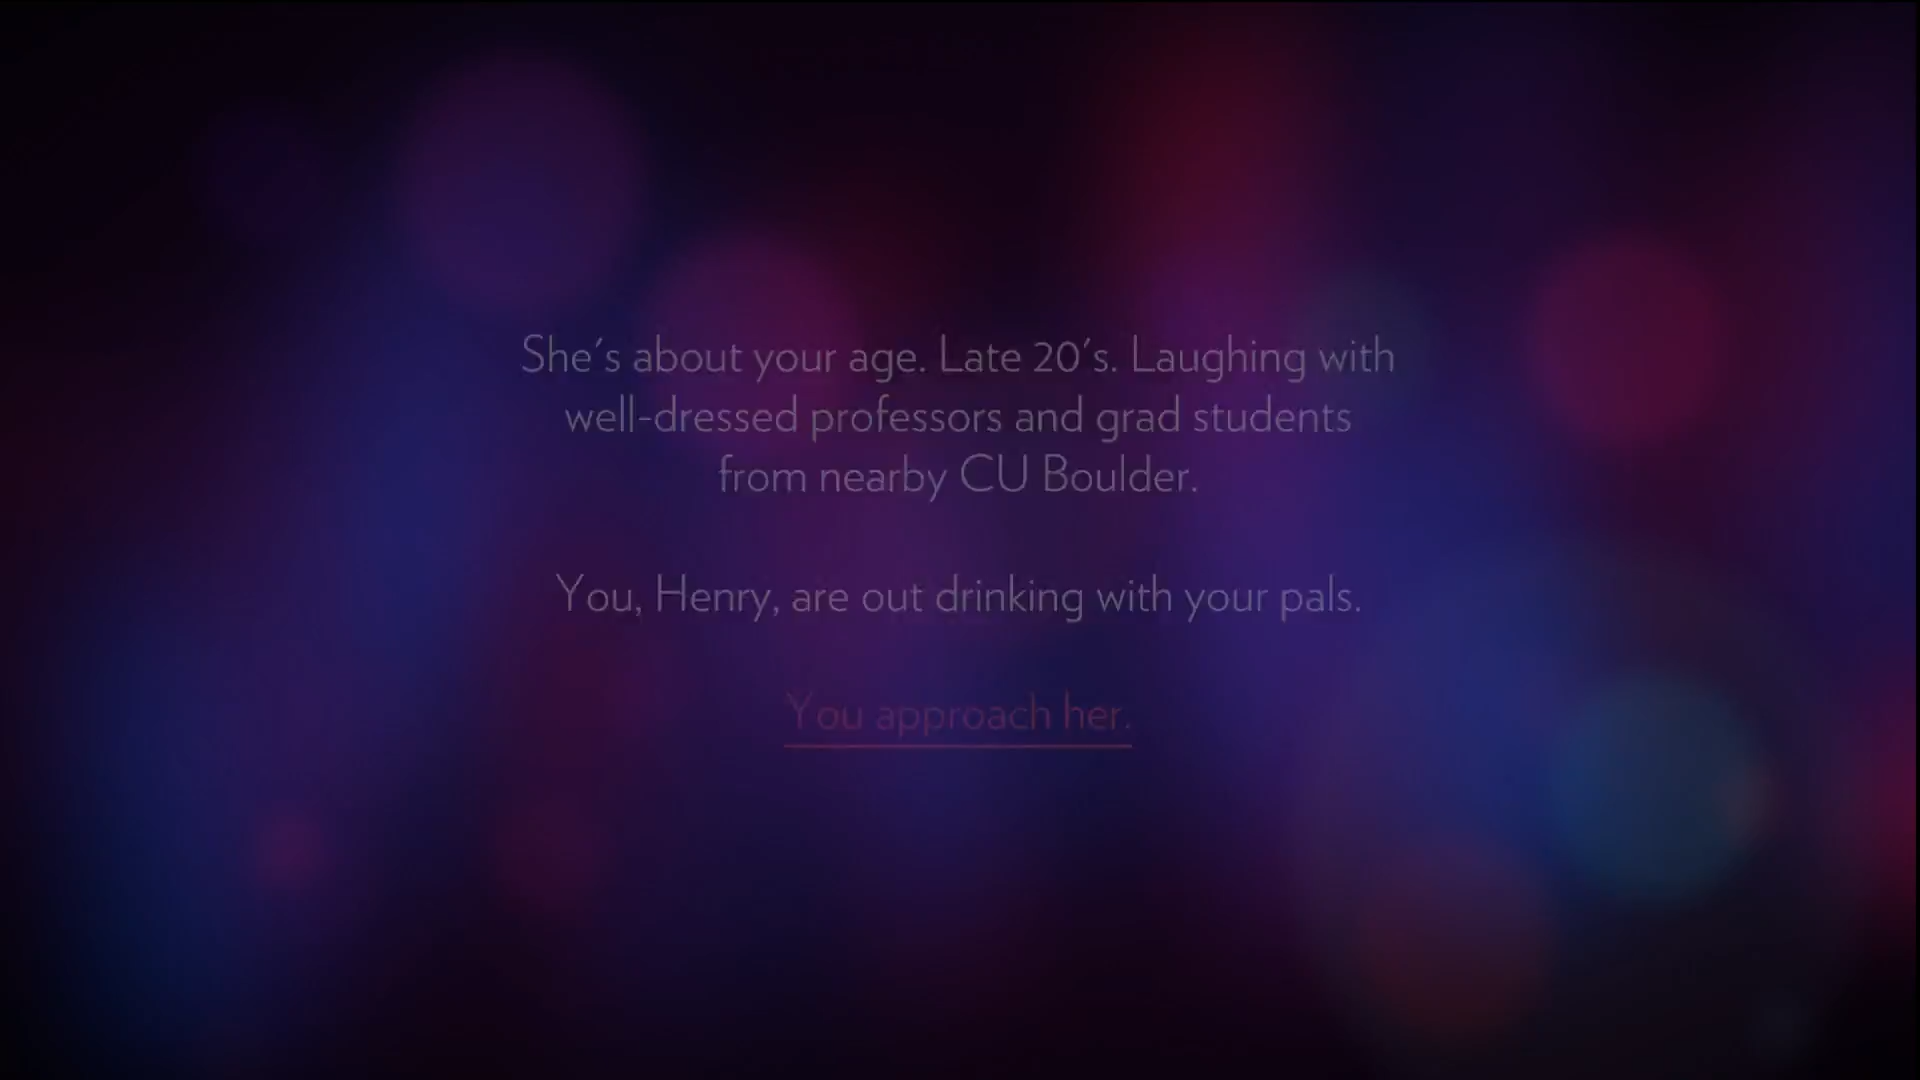 She's about your age. Late 20's. Laughing with
well-dressed professors and grad students
from nearby CU Boulder.
You, Henry, are out drinking with your pals.
You approach her.